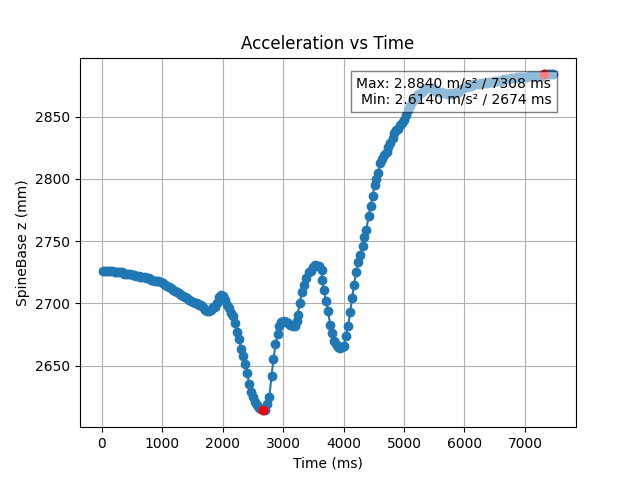 Acceleration vs Time
Max: 2.8840 m/s² / 7308 ms
Min: 2.6140 m/s² / 2674 ms
SpineBase z (mm)
2850
2800
2750
2700
2650
0 1000 2000 3000 4000 5000 6000 7000
Time (ms)